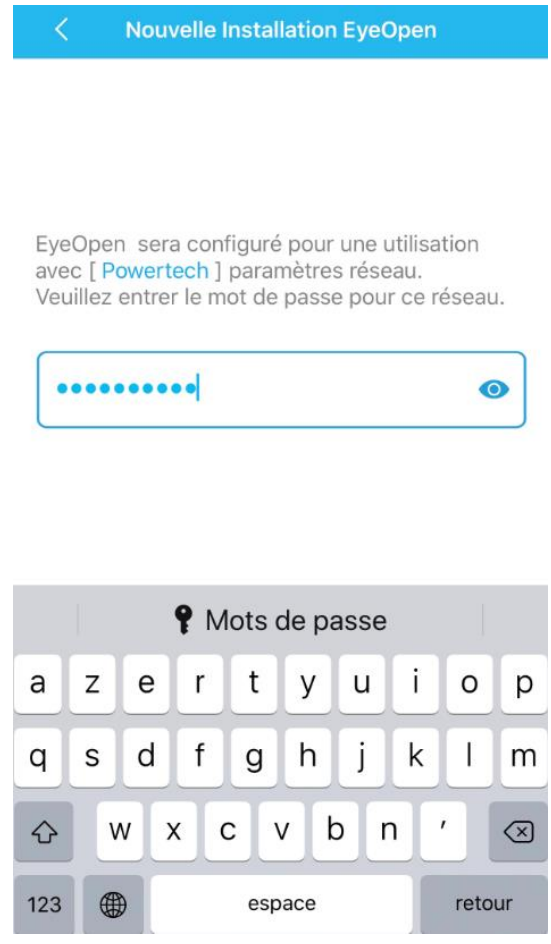 Nouvelle Installation EyeOpen
EyeOpen sera configuré pour une utilisation
avec [ Powertech ] paramètres réseau.
Veuillez entrer le mot de passe pour ce réseau.
••••••••••
Mots de passe
a z e r t y u i o p
q s d f g h j k l m
w x c v b n ′
123 espace retour